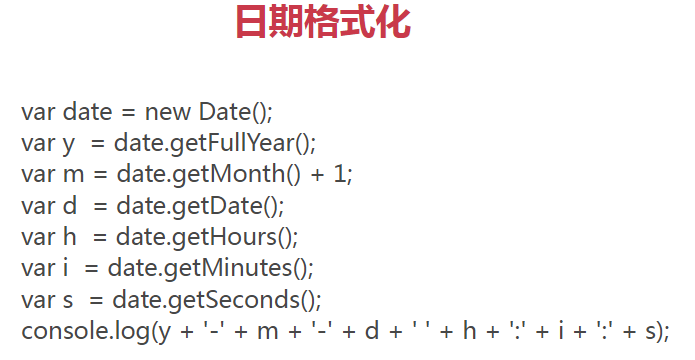 日期格式化
var date = new Date();
var y  = date.getFullYear();
var m = date.getMonth() + 1;
var d  = date.getDate();
var h  = date.getHours();
var i  = date.getMinutes();
var s  = date.getSeconds();
console.log(y + '-' + m + '-' + d + ' ' + h + ':' + i + ':' + s);